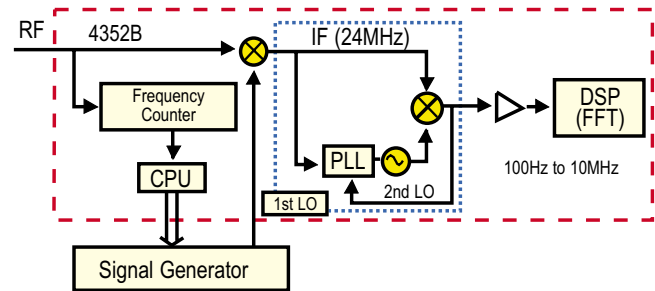 RF
4352B
IF (24MHz)
Frequency
Counter
DSP
(FFT)
PLL
CPU
100Hz to 10MHz
2nd LO
1st LO
Signal Generator